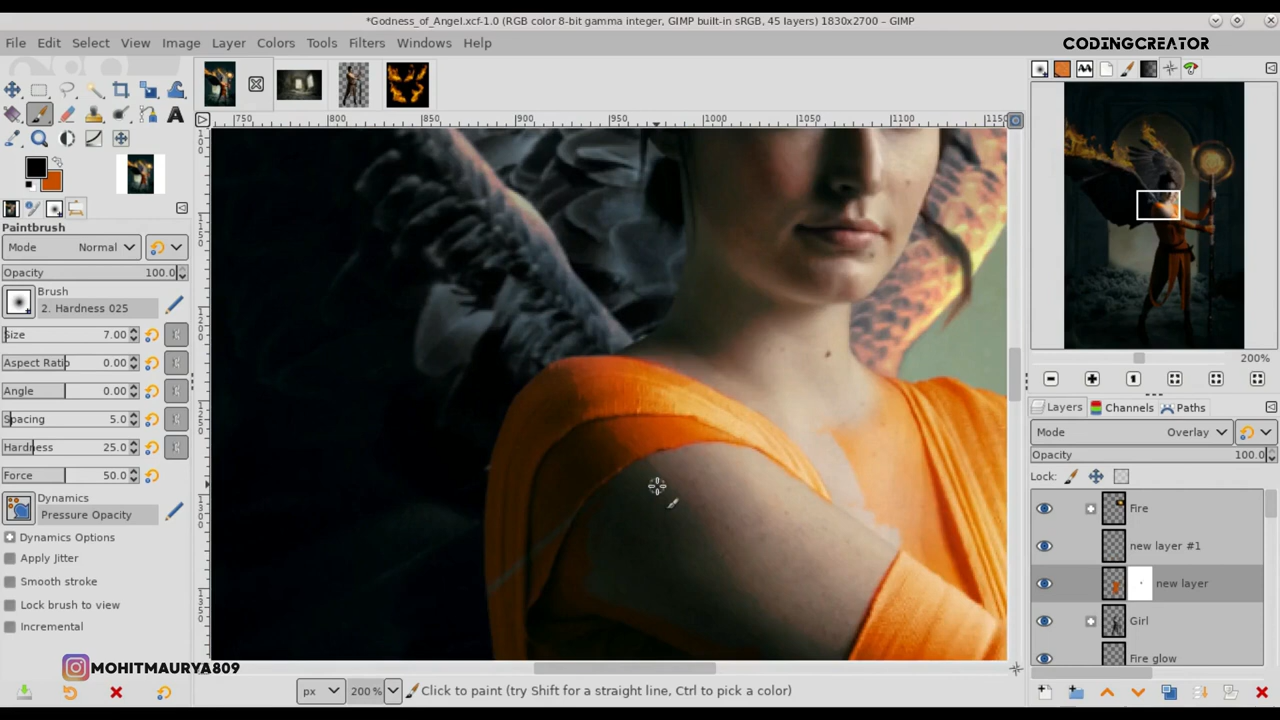 *Godness_of_Angel.xcf-1.0 (RGB color 8-bit gamma integer, GIMP built-in sRGB, 45 layers) 1830x2700 – GIMP
File Edit Select View Image Layer Colors Tools Filters Windows Help
CODINGCREATOR
750 800 850 900 950 1000 1050 1100 1150
Paintbrush
Mode Normal
Opacity 100.0
Brush
2. Hardness 025
Size 7.00
Aspect Ratio 0.00
Angle 0.00
Spacing 5.0
Hardness 25.0
Force 50.0
Dynamics
Pressure Opacity
Dynamics Options
Apply Jitter
Smooth stroke
Lock brush to view
Incremental
MOHITMAURYA809
200%
Layers Channels Paths
Mode Overlay
Opacity 100.0
Lock:
Fire
new layer #1
new layer
Girl
Fire glow
px 200% Click to paint (try Shift for a straight line, Ctrl to pick a color)